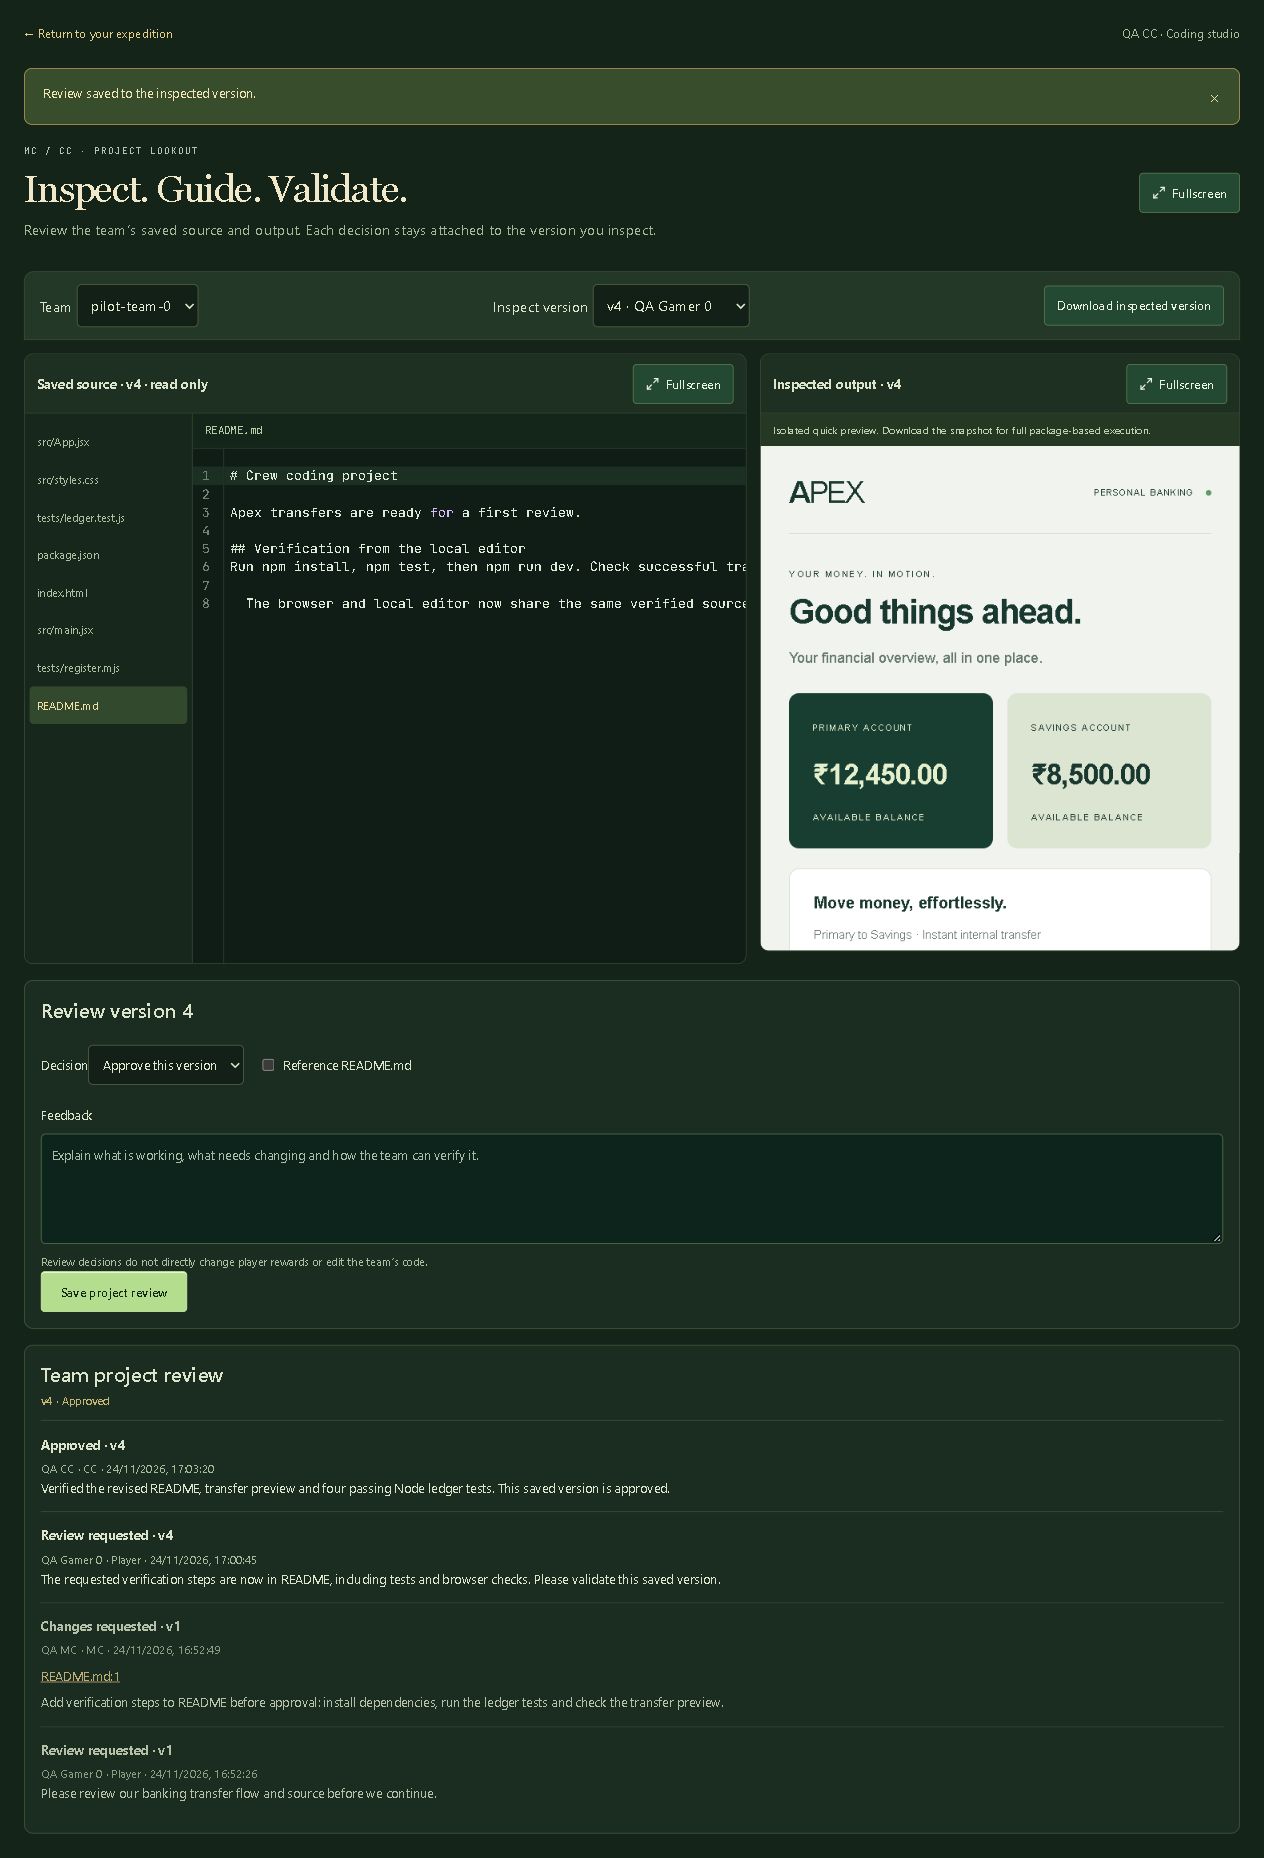 ← Return to your expedition
QA CC · Coding studio
Review saved to the inspected version.
×
MC / CC · PROJECT LOOKOUT
Inspect. Guide. Validate.
Fullscreen
Review the team's saved source and output. Each decision stays attached to the version you inspect.
Team pilot-team-0
Inspect version v4 · QA Gamer 0
Download inspected version
Saved source · v4 · read only
Fullscreen
src/App.jsx
src/styles.css
tests/ledger.test.js
package.json
index.html
src/main.jsx
tests/register.mjs
README.md
README.md
1 # Crew coding project
2
3 Apex transfers are ready for a first review.
4
5 ## Verification from the local editor
6 Run npm install, npm test, then npm run dev. Check successful tra
7
8 The browser and local editor now share the same verified source
Inspected output · v4
Fullscreen
Isolated quick preview. Download the snapshot for full package-based execution.
APEX
PERSONAL BANKING
YOUR MONEY. IN MOTION.
Good things ahead.
Your financial overview, all in one place.
PRIMARY ACCOUNT
₹12,450.00
AVAILABLE BALANCE
SAVINGS ACCOUNT
₹8,500.00
AVAILABLE BALANCE
Move money, effortlessly.
Primary to Savings · Instant internal transfer
Review version 4
Decision Approve this version
Reference README.md
Feedback
Explain what is working, what needs changing and how the team can verify it.
Review decisions do not directly change player rewards or edit the team's code.
Save project review
Team project review
v4 · Approved
Approved · v4
QA CC · CC · 24/11/2026, 17:03:20
Verified the revised README, transfer preview and four passing Node ledger tests. This saved version is approved.
Review requested · v4
QA Gamer 0 · Player · 24/11/2026, 17:00:45
The requested verification steps are now in README, including tests and browser checks. Please validate this saved version.
Changes requested · v1
QA MC · MC · 24/11/2026, 16:52:49
README.md:1
Add verification steps to README before approval: install dependencies, run the ledger tests and check the transfer preview.
Review requested · v1
QA Gamer 0 · Player · 24/11/2026, 16:52:26
Please review our banking transfer flow and source before we continue.